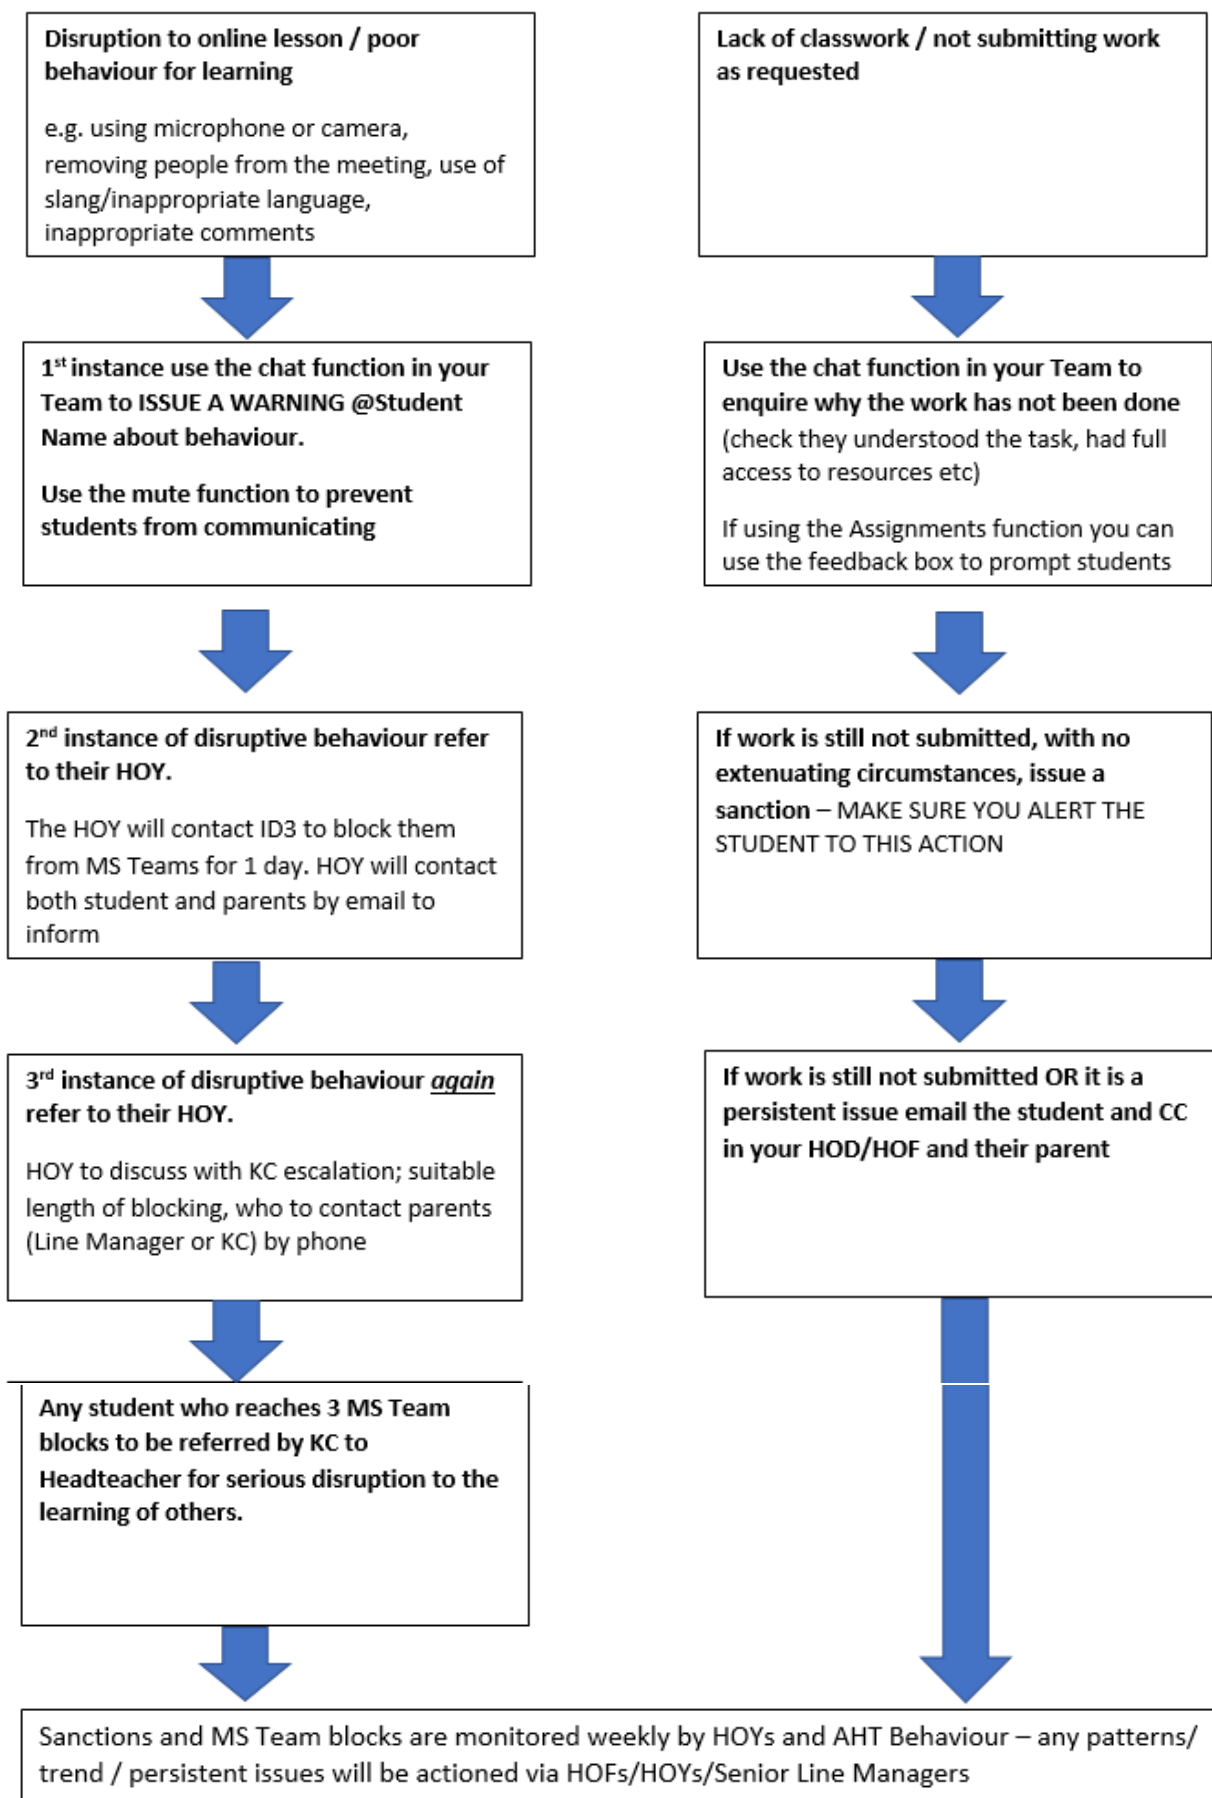 Disruption to online lesson / poor
behaviour for learning
e.g. using microphone or camera,
removing people from the meeting, use of
slang/inappropriate language,
inappropriate comments
Lack of classwork / not submitting work
as requested
1st instance use the chat function in your
Team to ISSUE A WARNING @Student
Name about behaviour.
Use the mute function to prevent
students from communicating
Use the chat function in your Team to
enquire why the work has not been done
(check they understood the task, had full
access to resources etc)
If using the Assignments function you can
use the feedback box to prompt students
2nd instance of disruptive behaviour refer
to their HOY.
The HOY will contact ID3 to block them
from MS Teams for 1 day. HOY will contact
both student and parents by email to
inform
If work is still not submitted, with no
extenuating circumstances, issue a
sanction – MAKE SURE YOU ALERT THE
STUDENT TO THIS ACTION
3rd instance of disruptive behaviour again
refer to their HOY.
HOY to discuss with KC escalation; suitable
length of blocking, who to contact parents
(Line Manager or KC) by phone
If work is still not submitted OR it is a
persistent issue email the student and CC
in your HOD/HOF and their parent
Any student who reaches 3 MS Team
blocks to be referred by KC to
Headteacher for serious disruption to the
learning of others.
Sanctions and MS Team blocks are monitored weekly by HOYs and AHT Behaviour – any patterns/
trend / persistent issues will be actioned via HOFs/HOYs/Senior Line Managers